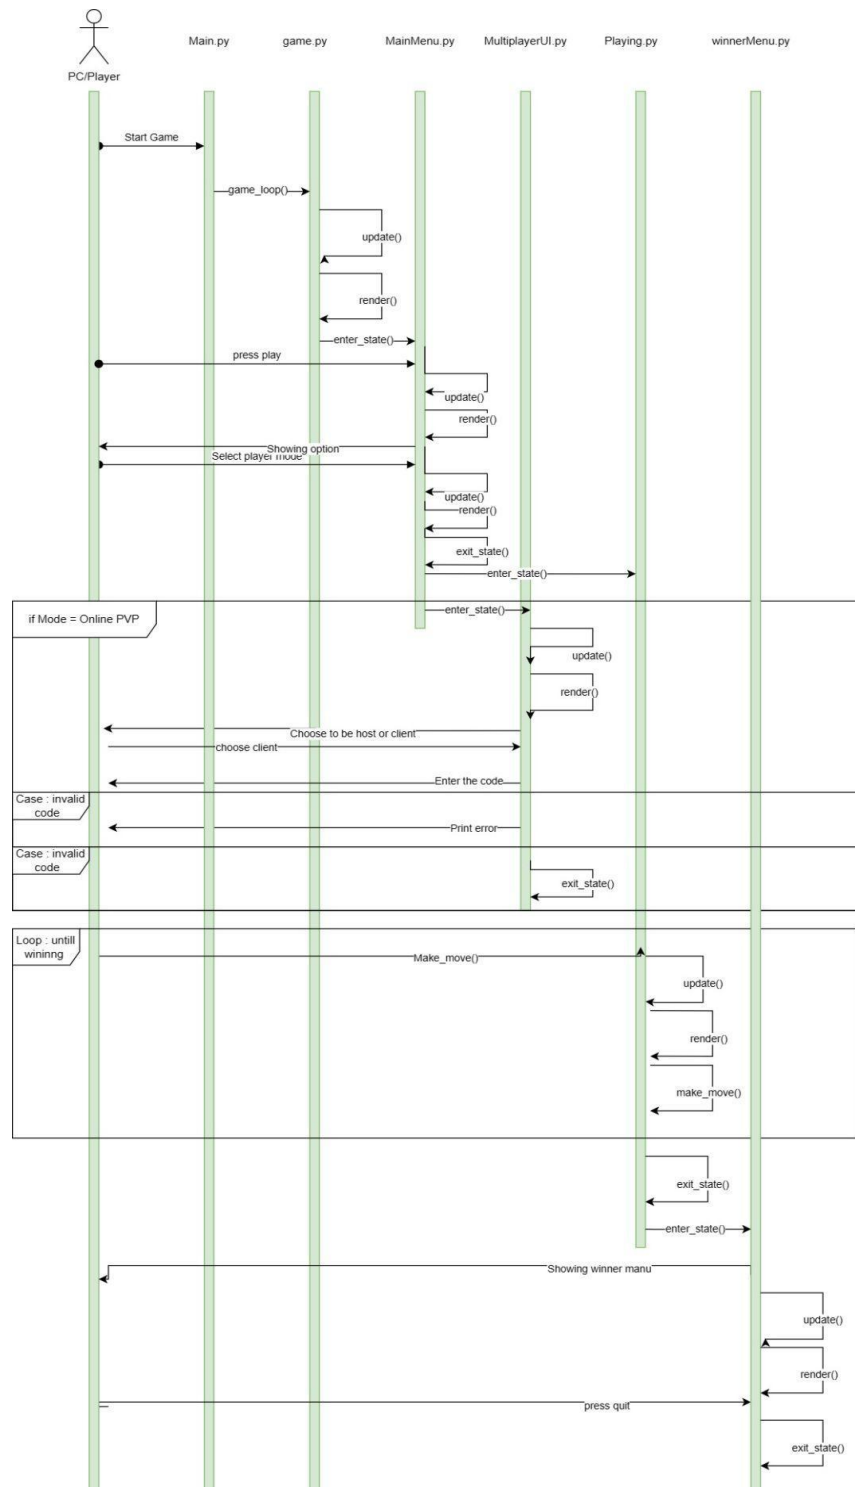 PC/Player
Main.py
game.py
MainMenu.py
MultiplayerUI.py
Playing.py
winnerMenu.py
Start Game
game_loop()
update()
render()
enter_state()
press play
update()
render()
Showing option
Select player mode
update()
render()
exit_state()
enter_state()
if Mode = Online PVP
enter_state()
update()
render()
Choose to be host or client
choose client
Enter the code
Case : invalid
code
Print error
Case : invalid
code
exit_state()
Loop : untill
wininng
Make_move()
update()
render()
make_move()
exit_state()
enter_state()
Showing winner manu
update()
render()
press quit
exit_state()